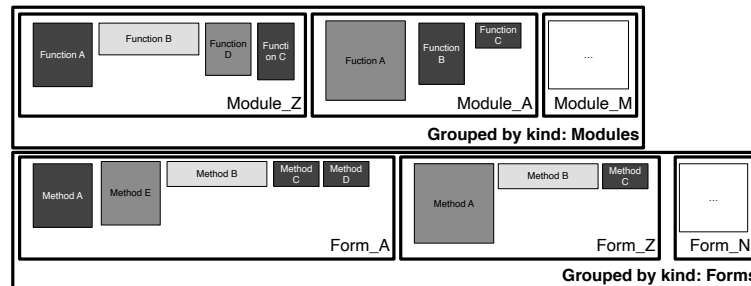 Function A
Function B
Function
D
Functi
on C
Module_Z
Fuction A
Function
B
Function
C
Module_A
...
Module_M
Grouped by kind: Modules
Method A
Method E
Method B
Method
C
Method
D
Form_A
Method A
Method B
Method
C
Form_Z
...
Form_N
Grouped by kind: Forms